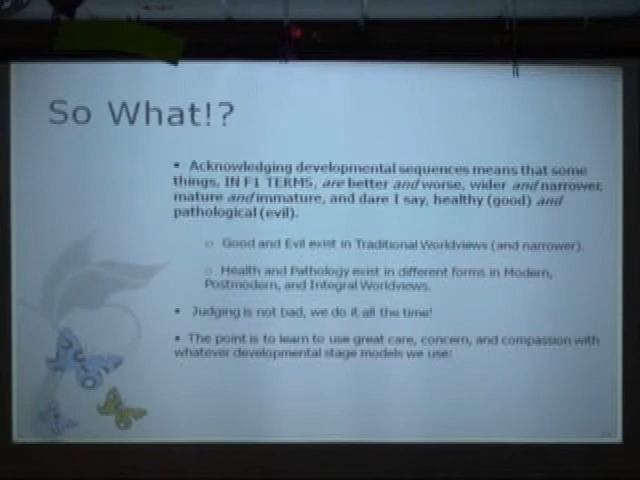 So What!?
• Acknowledging developmental sequences means that some
things, IN F1 TERMS, are better and worse, wider and narrower,
mature and immature, and dare I say, healthy (good) and
pathological (evil).
○ Good and Evil exist in Traditional Worldviews (and narrower).
○ Health and Pathology exist in different forms in Modern,
Postmodern, and Integral Worldviews.
• Judging is not bad, we do it all the time!
• The point is to learn to use great care, concern, and compassion with
whatever developmental stage models we use!